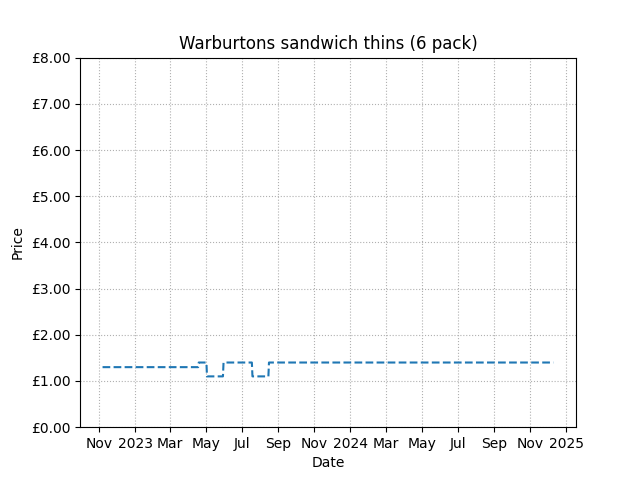 Warburtons sandwich thins (6 pack)
£8.00
£7.00
£6.00
£5.00
£4.00
£3.00
£2.00
£1.00
£0.00
Price
Nov 2023 Mar May Jul Sep Nov 2024 Mar May Jul Sep Nov 2025
Date